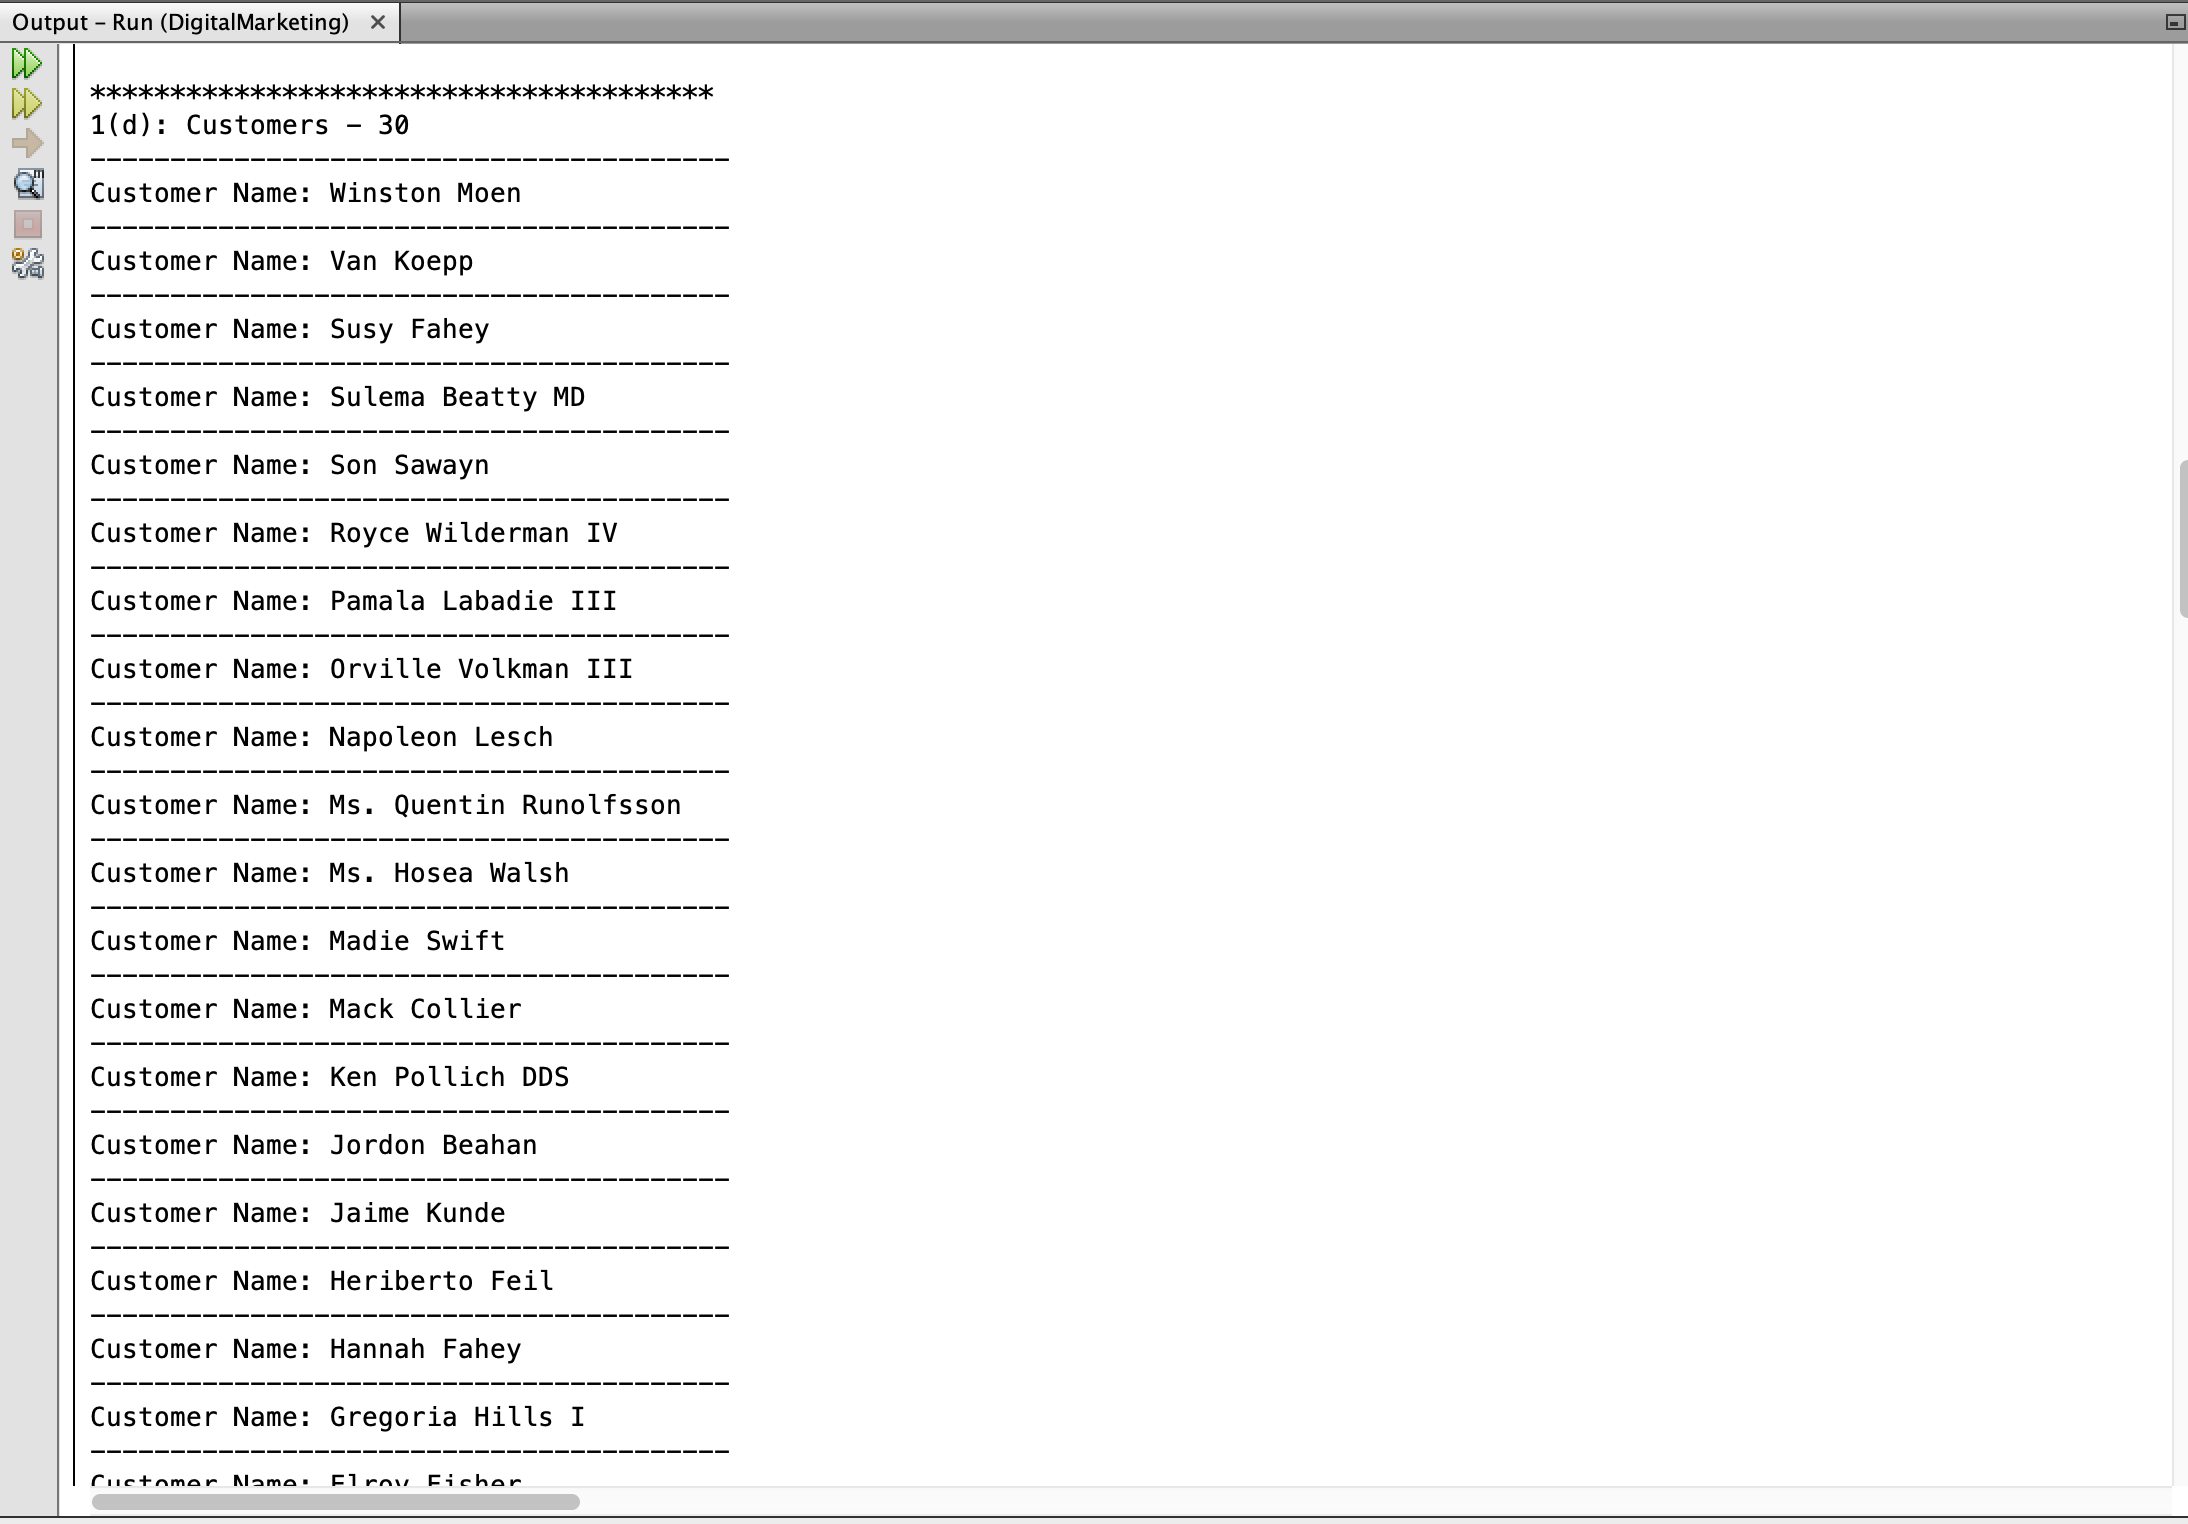 Output – Run (DigitalMarketing) ×
***************************************
1(d): Customers – 30
----------------------------------------
Customer Name: Winston Moen
----------------------------------------
Customer Name: Van Koepp
----------------------------------------
Customer Name: Susy Fahey
----------------------------------------
Customer Name: Sulema Beatty MD
----------------------------------------
Customer Name: Son Sawayn
----------------------------------------
Customer Name: Royce Wilderman IV
----------------------------------------
Customer Name: Pamala Labadie III
----------------------------------------
Customer Name: Orville Volkman III
----------------------------------------
Customer Name: Napoleon Lesch
----------------------------------------
Customer Name: Ms. Quentin Runolfsson
----------------------------------------
Customer Name: Ms. Hosea Walsh
----------------------------------------
Customer Name: Madie Swift
----------------------------------------
Customer Name: Mack Collier
----------------------------------------
Customer Name: Ken Pollich DDS
----------------------------------------
Customer Name: Jordon Beahan
----------------------------------------
Customer Name: Jaime Kunde
----------------------------------------
Customer Name: Heriberto Feil
----------------------------------------
Customer Name: Hannah Fahey
----------------------------------------
Customer Name: Gregoria Hills I
----------------------------------------
Customer Name: Elroy Fisher